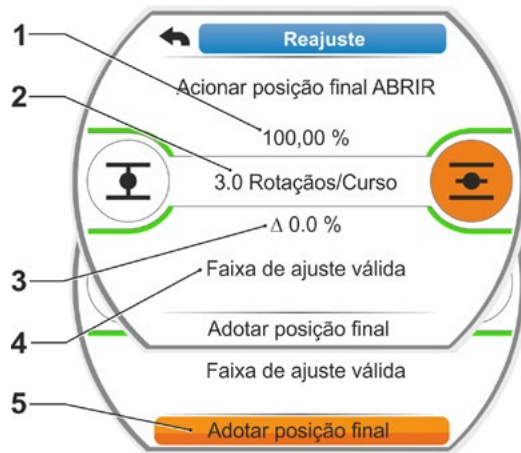 Reajuste
1
Acionar posição final ABRIR
2
100,00 %
3.0 Rotaçãos/Curso
Δ 0.0 %
3
Faixa de ajuste válida
4
Adotar posição final
Faixa de ajuste válida
5
Adotar posição final